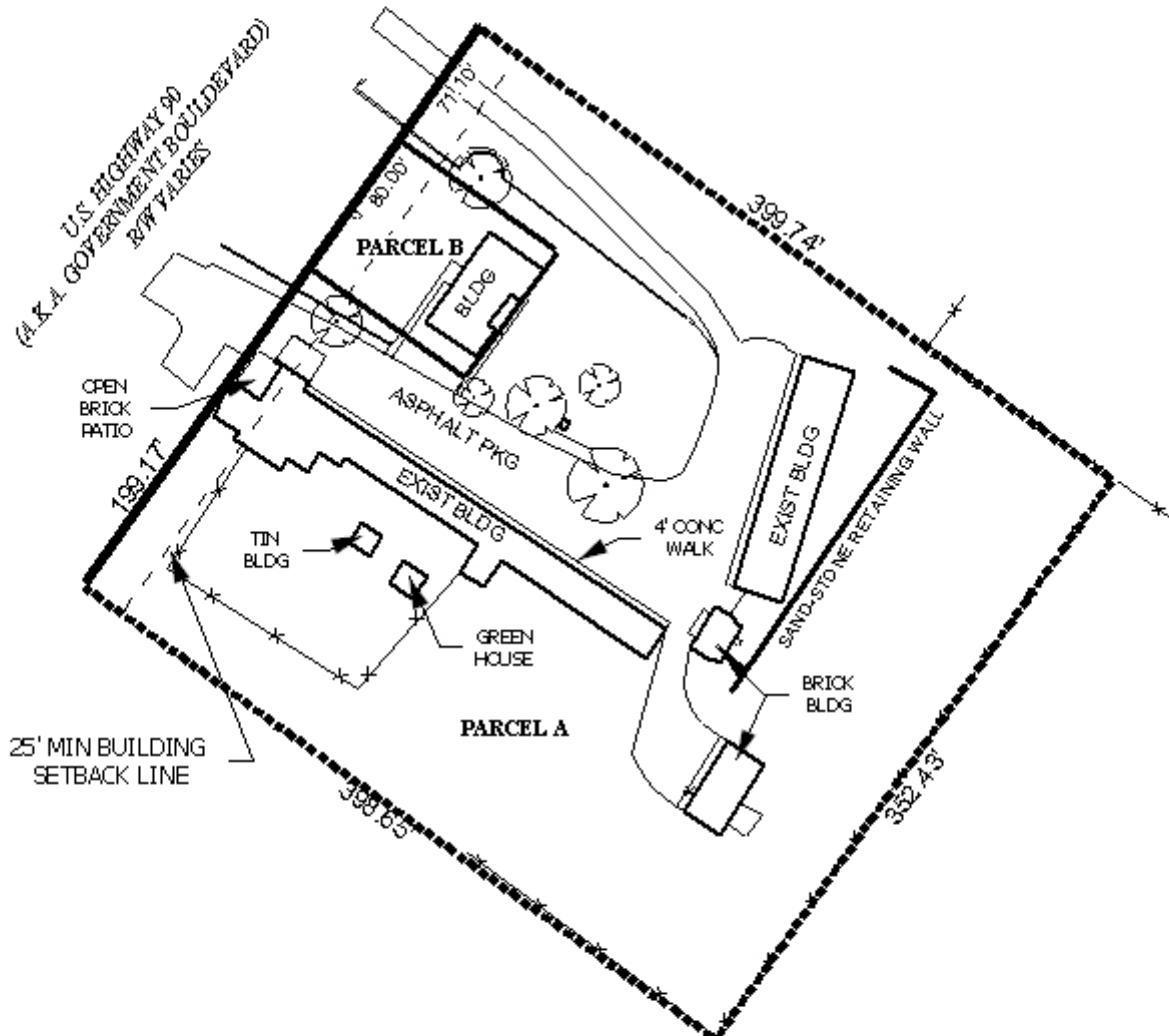 U.S. HIGHWAY 90
(A.K.A. GOVERNMENT BOULDEVARD)
R/W VARIES
71.10'
80.00'
399.74'
PARCEL B
BLDG
OPEN
BRICK
PATIO
ASPHALT PKG
EXIST BLDG
EXIST BLDG
SAND-STONE RETAINING WALL
199.17'
TIN
BLDG
4' CONC
WALK
GREEN
HOUSE
BRICK
BLDG
PARCEL A
25' MIN BUILDING
SETBACK LINE
398.65'
352.43'